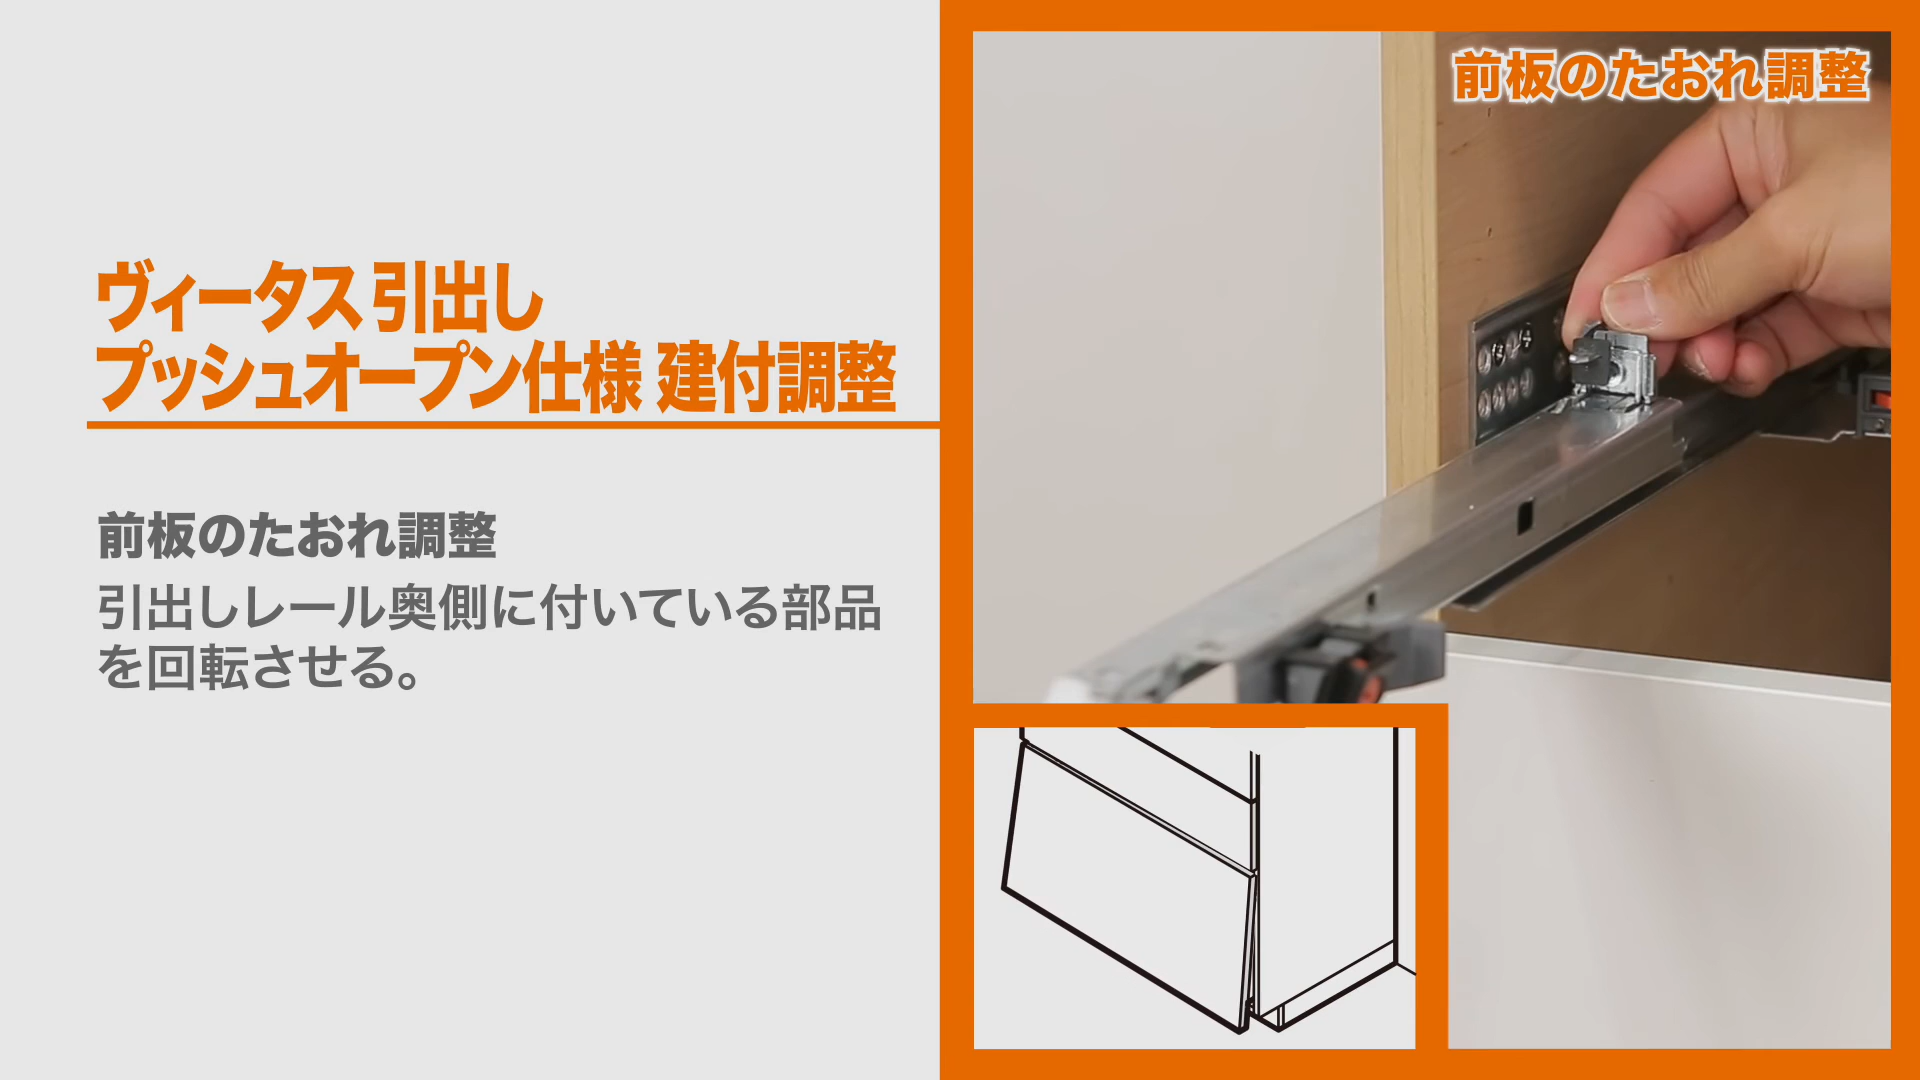 ヴィータス 引出し
プッシュオープン仕様 建付調整
前板のたおれ調整
引出しレール奥側に付いている部品
を回転させる。
前板のたおれ調整